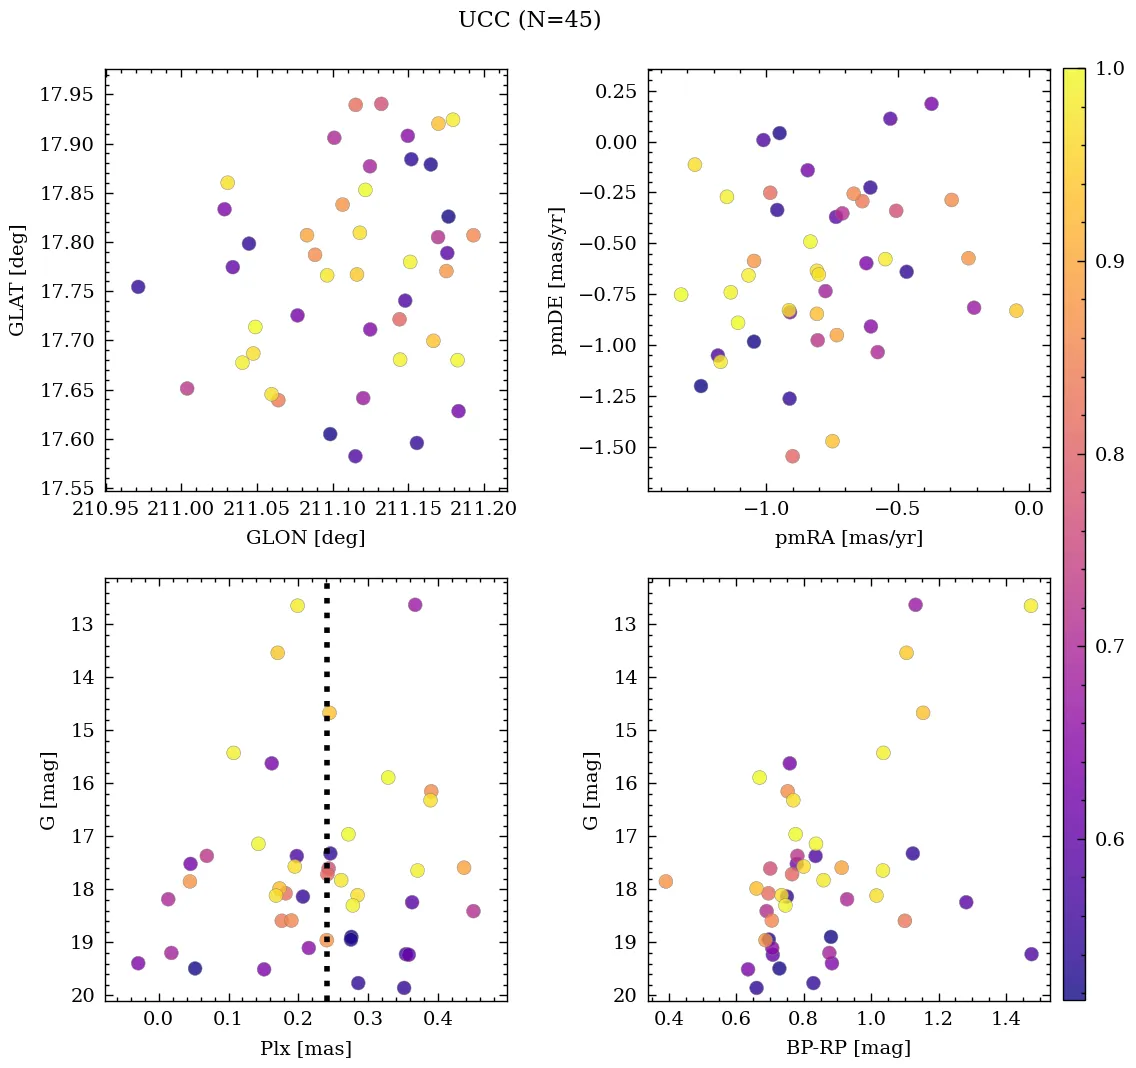 UCC (N=45)
17.95
17.90
17.85
17.80
17.75
17.70
17.65
17.60
17.55
GLAT [deg]
210.95 211.00 211.05 211.10 211.15 211.20
GLON [deg]
0.25
0.00
−0.25
−0.50
−0.75
−1.00
−1.25
−1.50
pmDE [mas/yr]
−1.0 −0.5 0.0
pmRA [mas/yr]
1.0
0.9
0.8
0.7
0.6
13
14
15
16
17
18
19
20
G [mag]
0.0 0.1 0.2 0.3 0.4
Plx [mas]
13
14
15
16
17
18
19
20
G [mag]
0.4 0.6 0.8 1.0 1.2 1.4
BP-RP [mag]